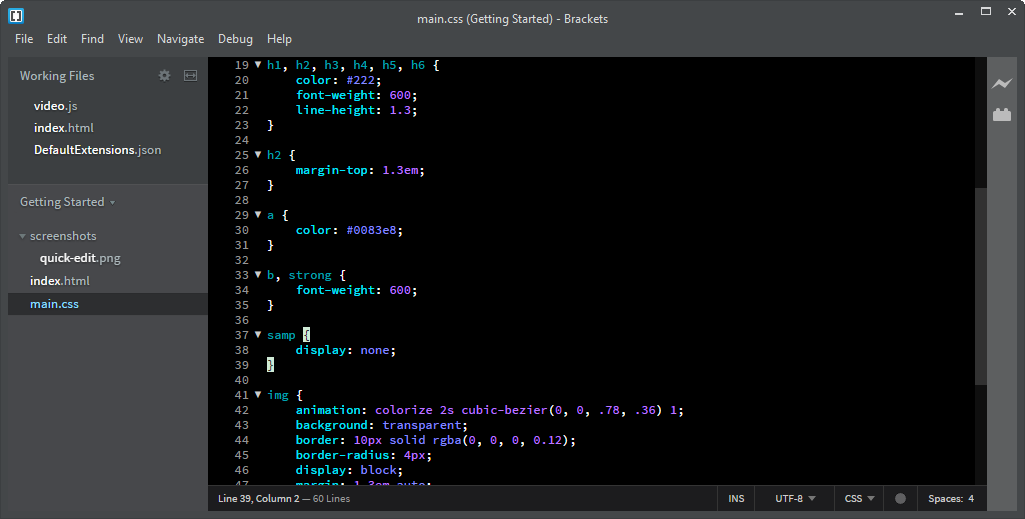 main.css (Getting Started) - Brackets
File Edit Find View Navigate Debug Help
Working Files
video.js
index.html
DefaultExtensions.json
Getting Started
screenshots
quick-edit.png
index.html
main.css
19 h1, h2, h3, h4, h5, h6 {
20 color: #222;
21 font-weight: 600;
22 line-height: 1.3;
23 }
24
25 h2 {
26 margin-top: 1.3em;
27 }
28
29 a {
30 color: #0083e8;
31 }
32
33 b, strong {
34 font-weight: 600;
35 }
36
37 samp {
38 display: none;
39 }
40
41 img {
42 animation: colorize 2s cubic-bezier(0, 0, .78, .36) 1;
43 background: transparent;
44 border: 10px solid rgba(0, 0, 0, 0.12);
45 border-radius: 4px;
46 display: block;
47 margin: 1.3em auto;
Line 39, Column 2 — 60 Lines
INS UTF-8 CSS Spaces: 4